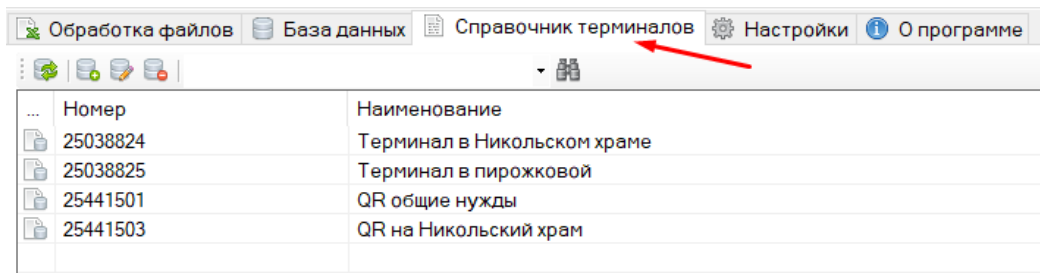 Обработка файлов База данных Справочник терминалов Настройки О программе
... Номер Наименование
25038824 Терминал в Никольском храме
25038825 Терминал в пирожковой
25441501 QR общие нужды
25441503 QR на Никольский храм